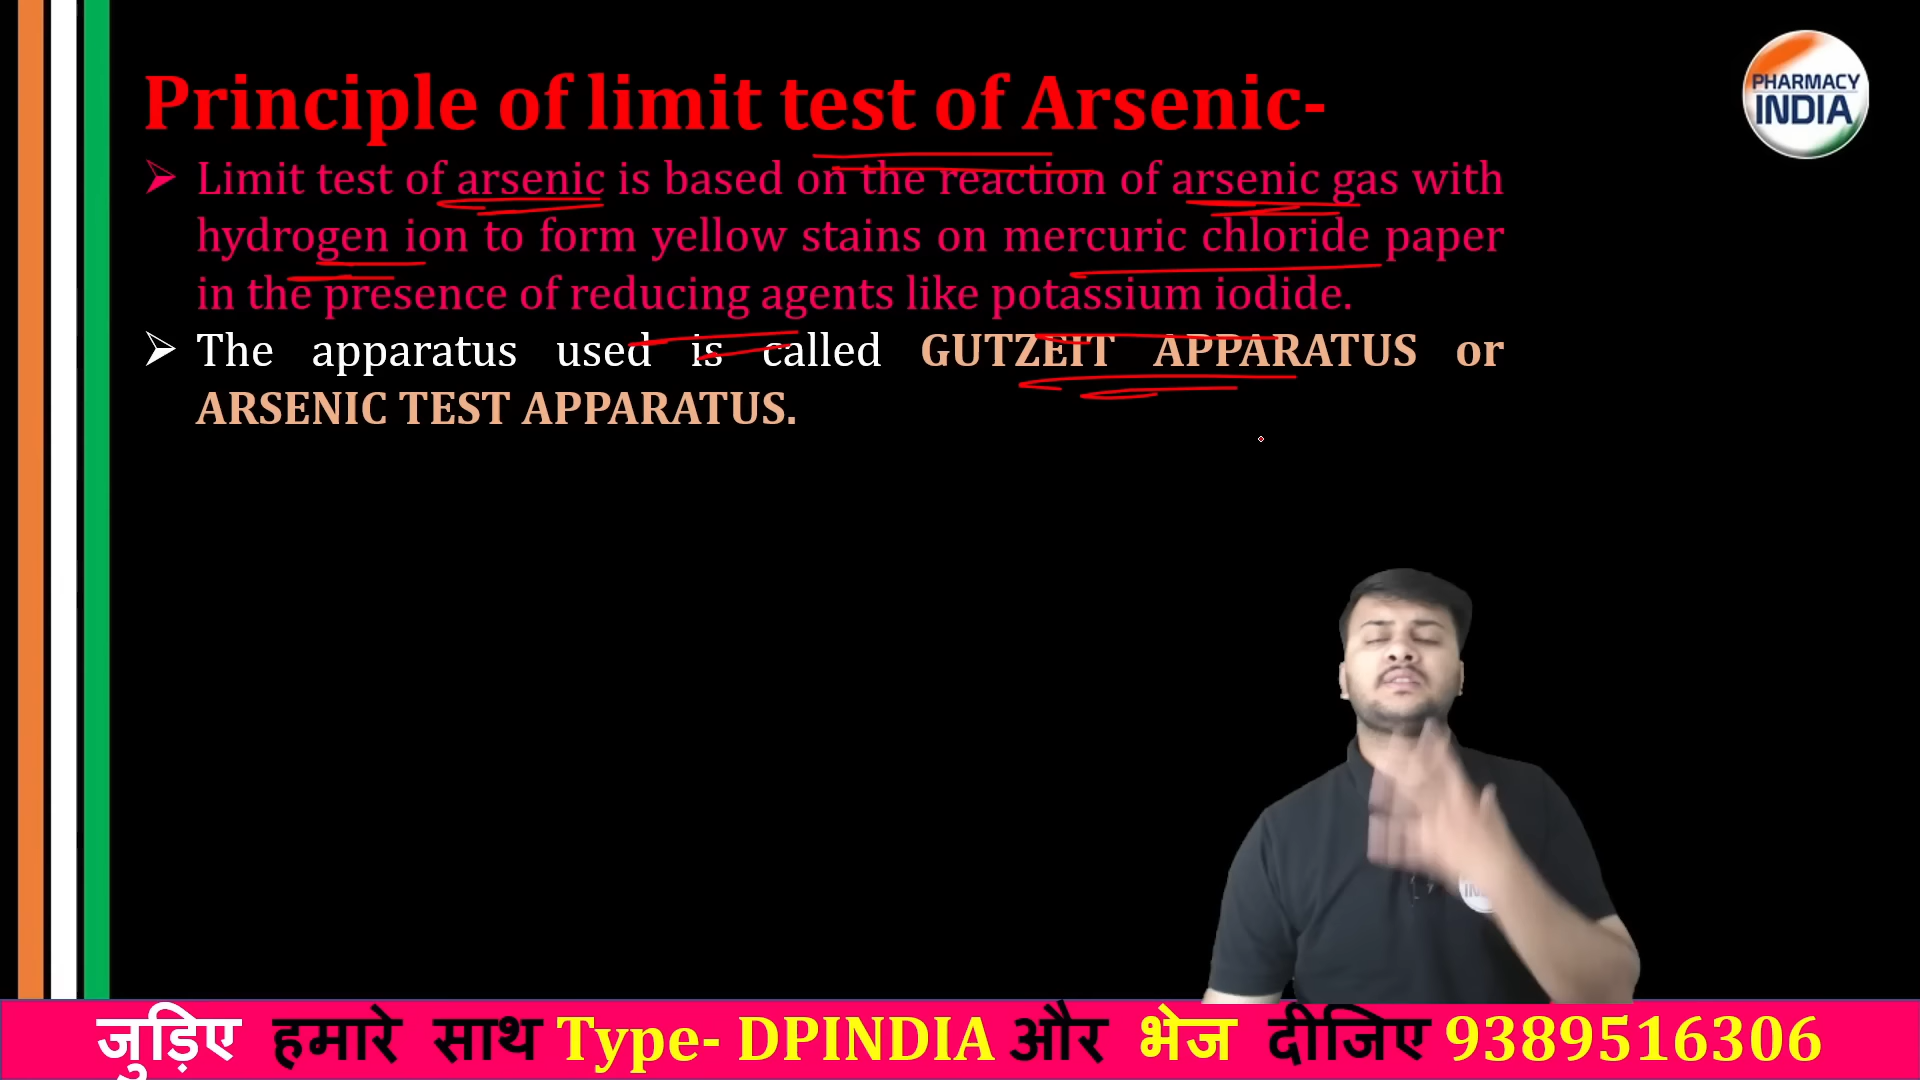 Principle of limit test of Arsenic-
PHARMACY
INDIA
Limit test of arsenic is based on the reaction of arsenic gas with
hydrogen ion to form yellow stains on mercuric chloride paper
in the presence of reducing agents like potassium iodide.
The apparatus used is called GUTZEIT APPARATUS or
ARSENIC TEST APPARATUS.
जुड़िए हमारे साथ Type- DPINDIA और भेज दीजिए 9389516306